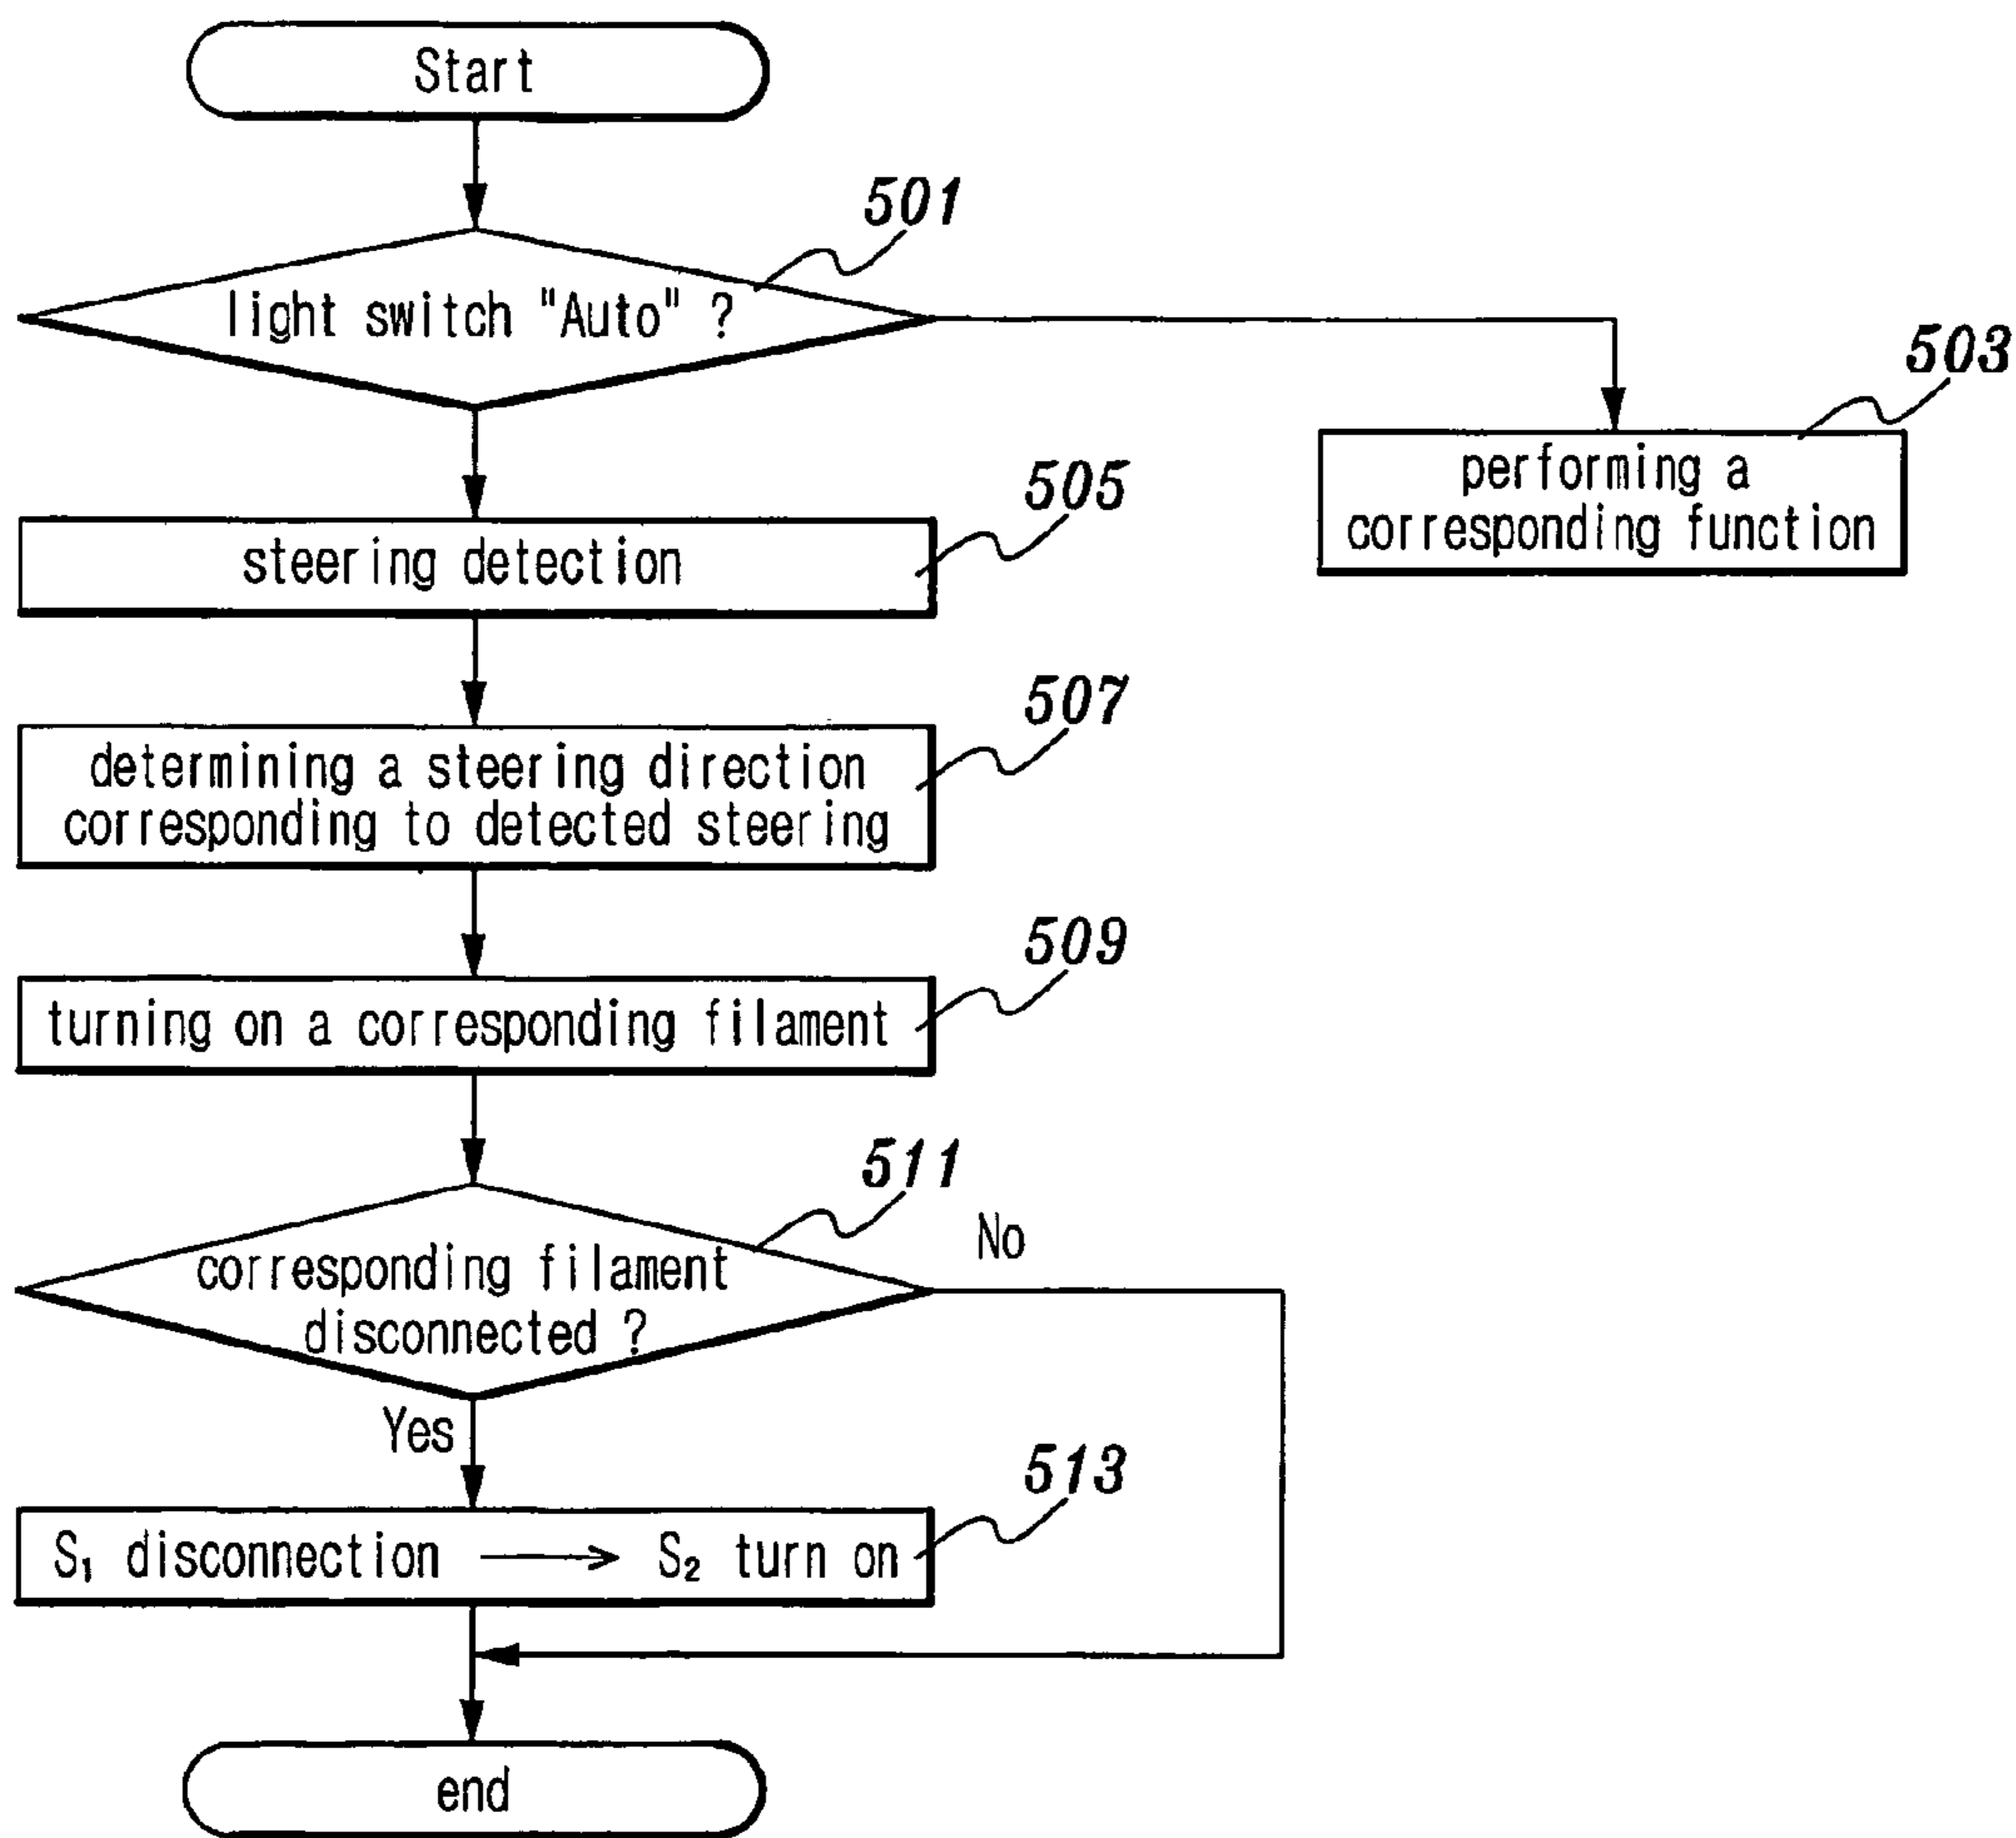 Start
501
light switch "Auto" ?
503
performing a
corresponding function
505
steering detection
507
determining a steering direction
corresponding to detected steering
509
turning on a corresponding filament
511
No
corresponding filament
disconnected ?
Yes
513
S₁ disconnection → S₂ turn on
end